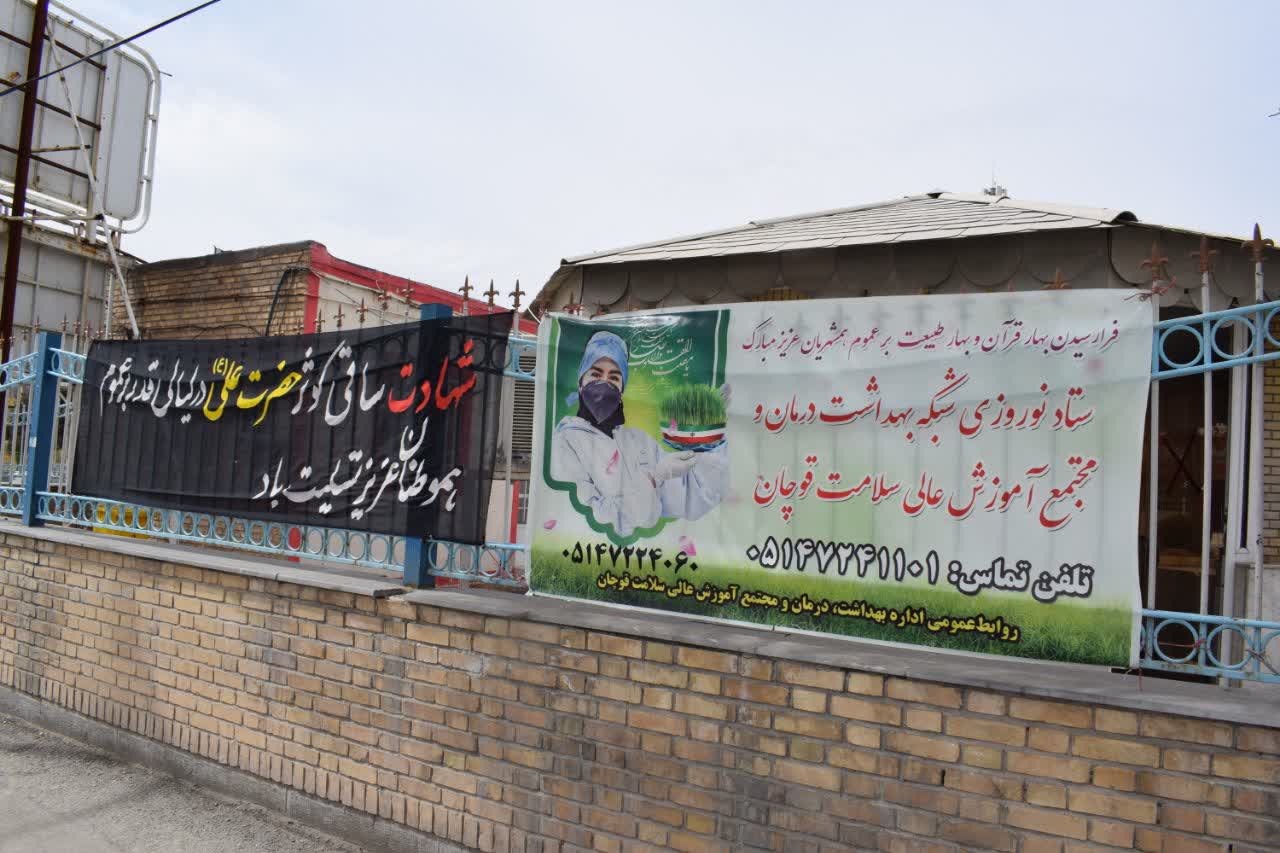 فرا رسیدن بهار قرآن و بهار طبیعت بر عموم همشهریان عزیز مبارک
ستاد نوروزی شبکه بهداشت درمان و
مجتمع آموزش عالی سلامت قوچان
تلفن تماس: ۰۵۱۴۷۲۴۱۱۰۱
۰۵۱۴۷۲۲۴۰۶۰
روابط عمومی اداره بهداشت، درمان و مجتمع آموزش عالی سلامت قوچان
شهادت ساقی کوثر حضرت علی (ع) در لیالی قدر بر عموم
هموطنان عزیز تسلیت باد